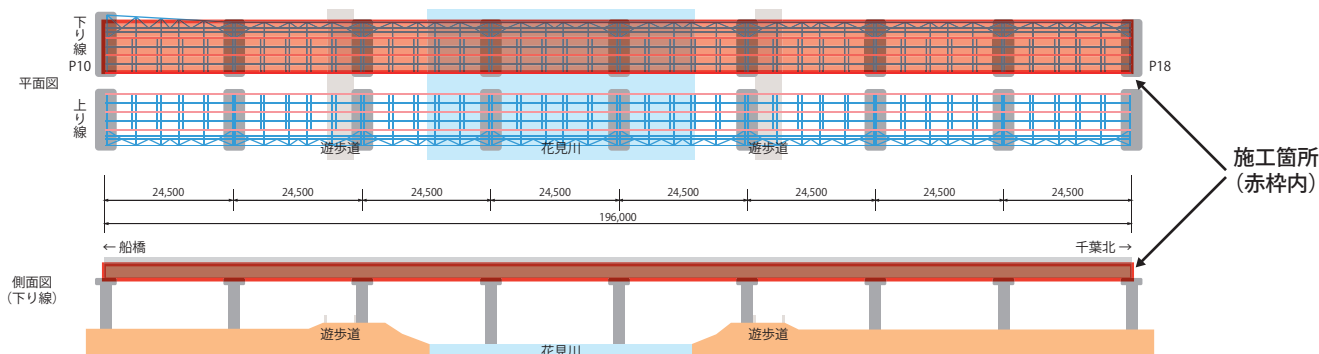 下り線
P10
P18
平面図
上り線
遊歩道
花見川
遊歩道
施工箇所
（赤枠内）
24,500
24,500
24,500
24,500
24,500
24,500
24,500
24,500
196,000
← 船橋
千葉北 →
側面図
（下り線）
遊歩道
遊歩道
花見川